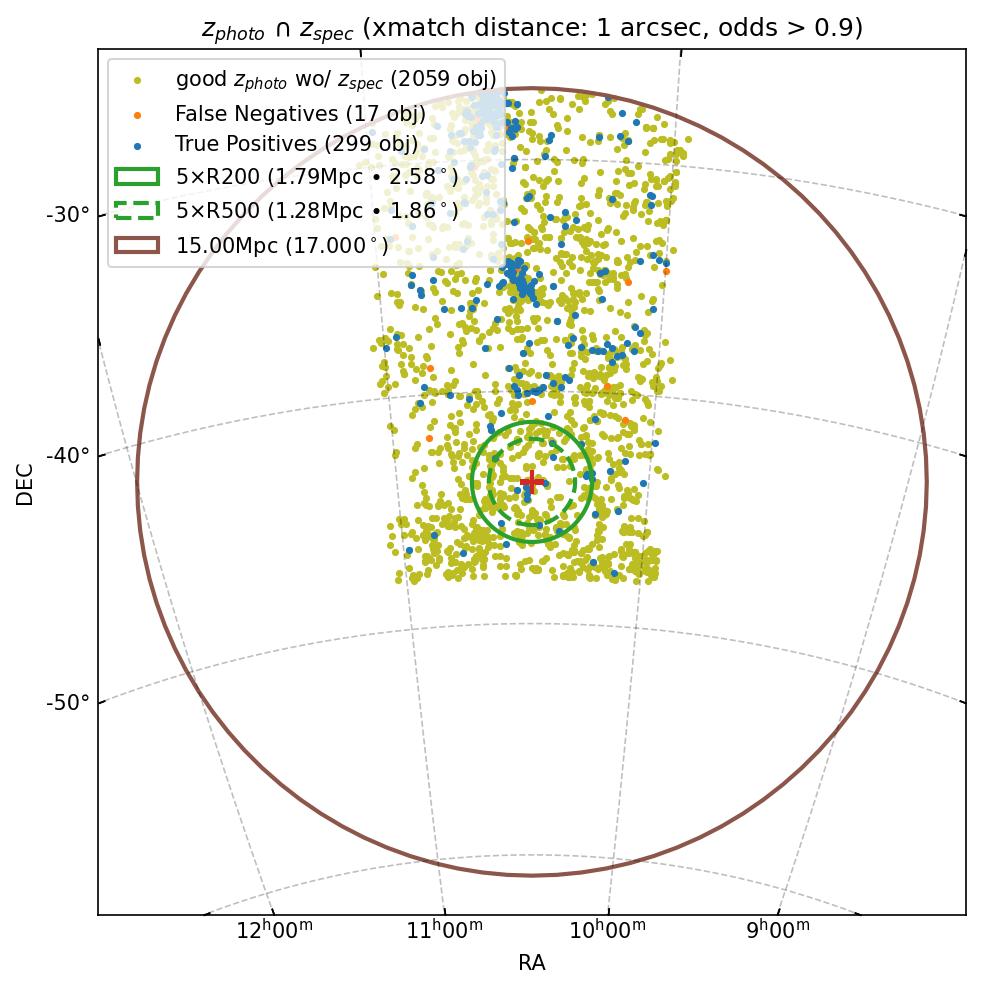 z_photo ∩ z_spec (xmatch distance: 1 arcsec, odds > 0.9)
good z_photo wo/ z_spec (2059 obj)
False Negatives (17 obj)
True Positives (299 obj)
5×R200 (1.79Mpc • 2.58°)
5×R500 (1.28Mpc • 1.86°)
15.00Mpc (17.000°)
-30°
-40°
-50°
DEC
12h00m 11h00m 10h00m 9h00m
RA